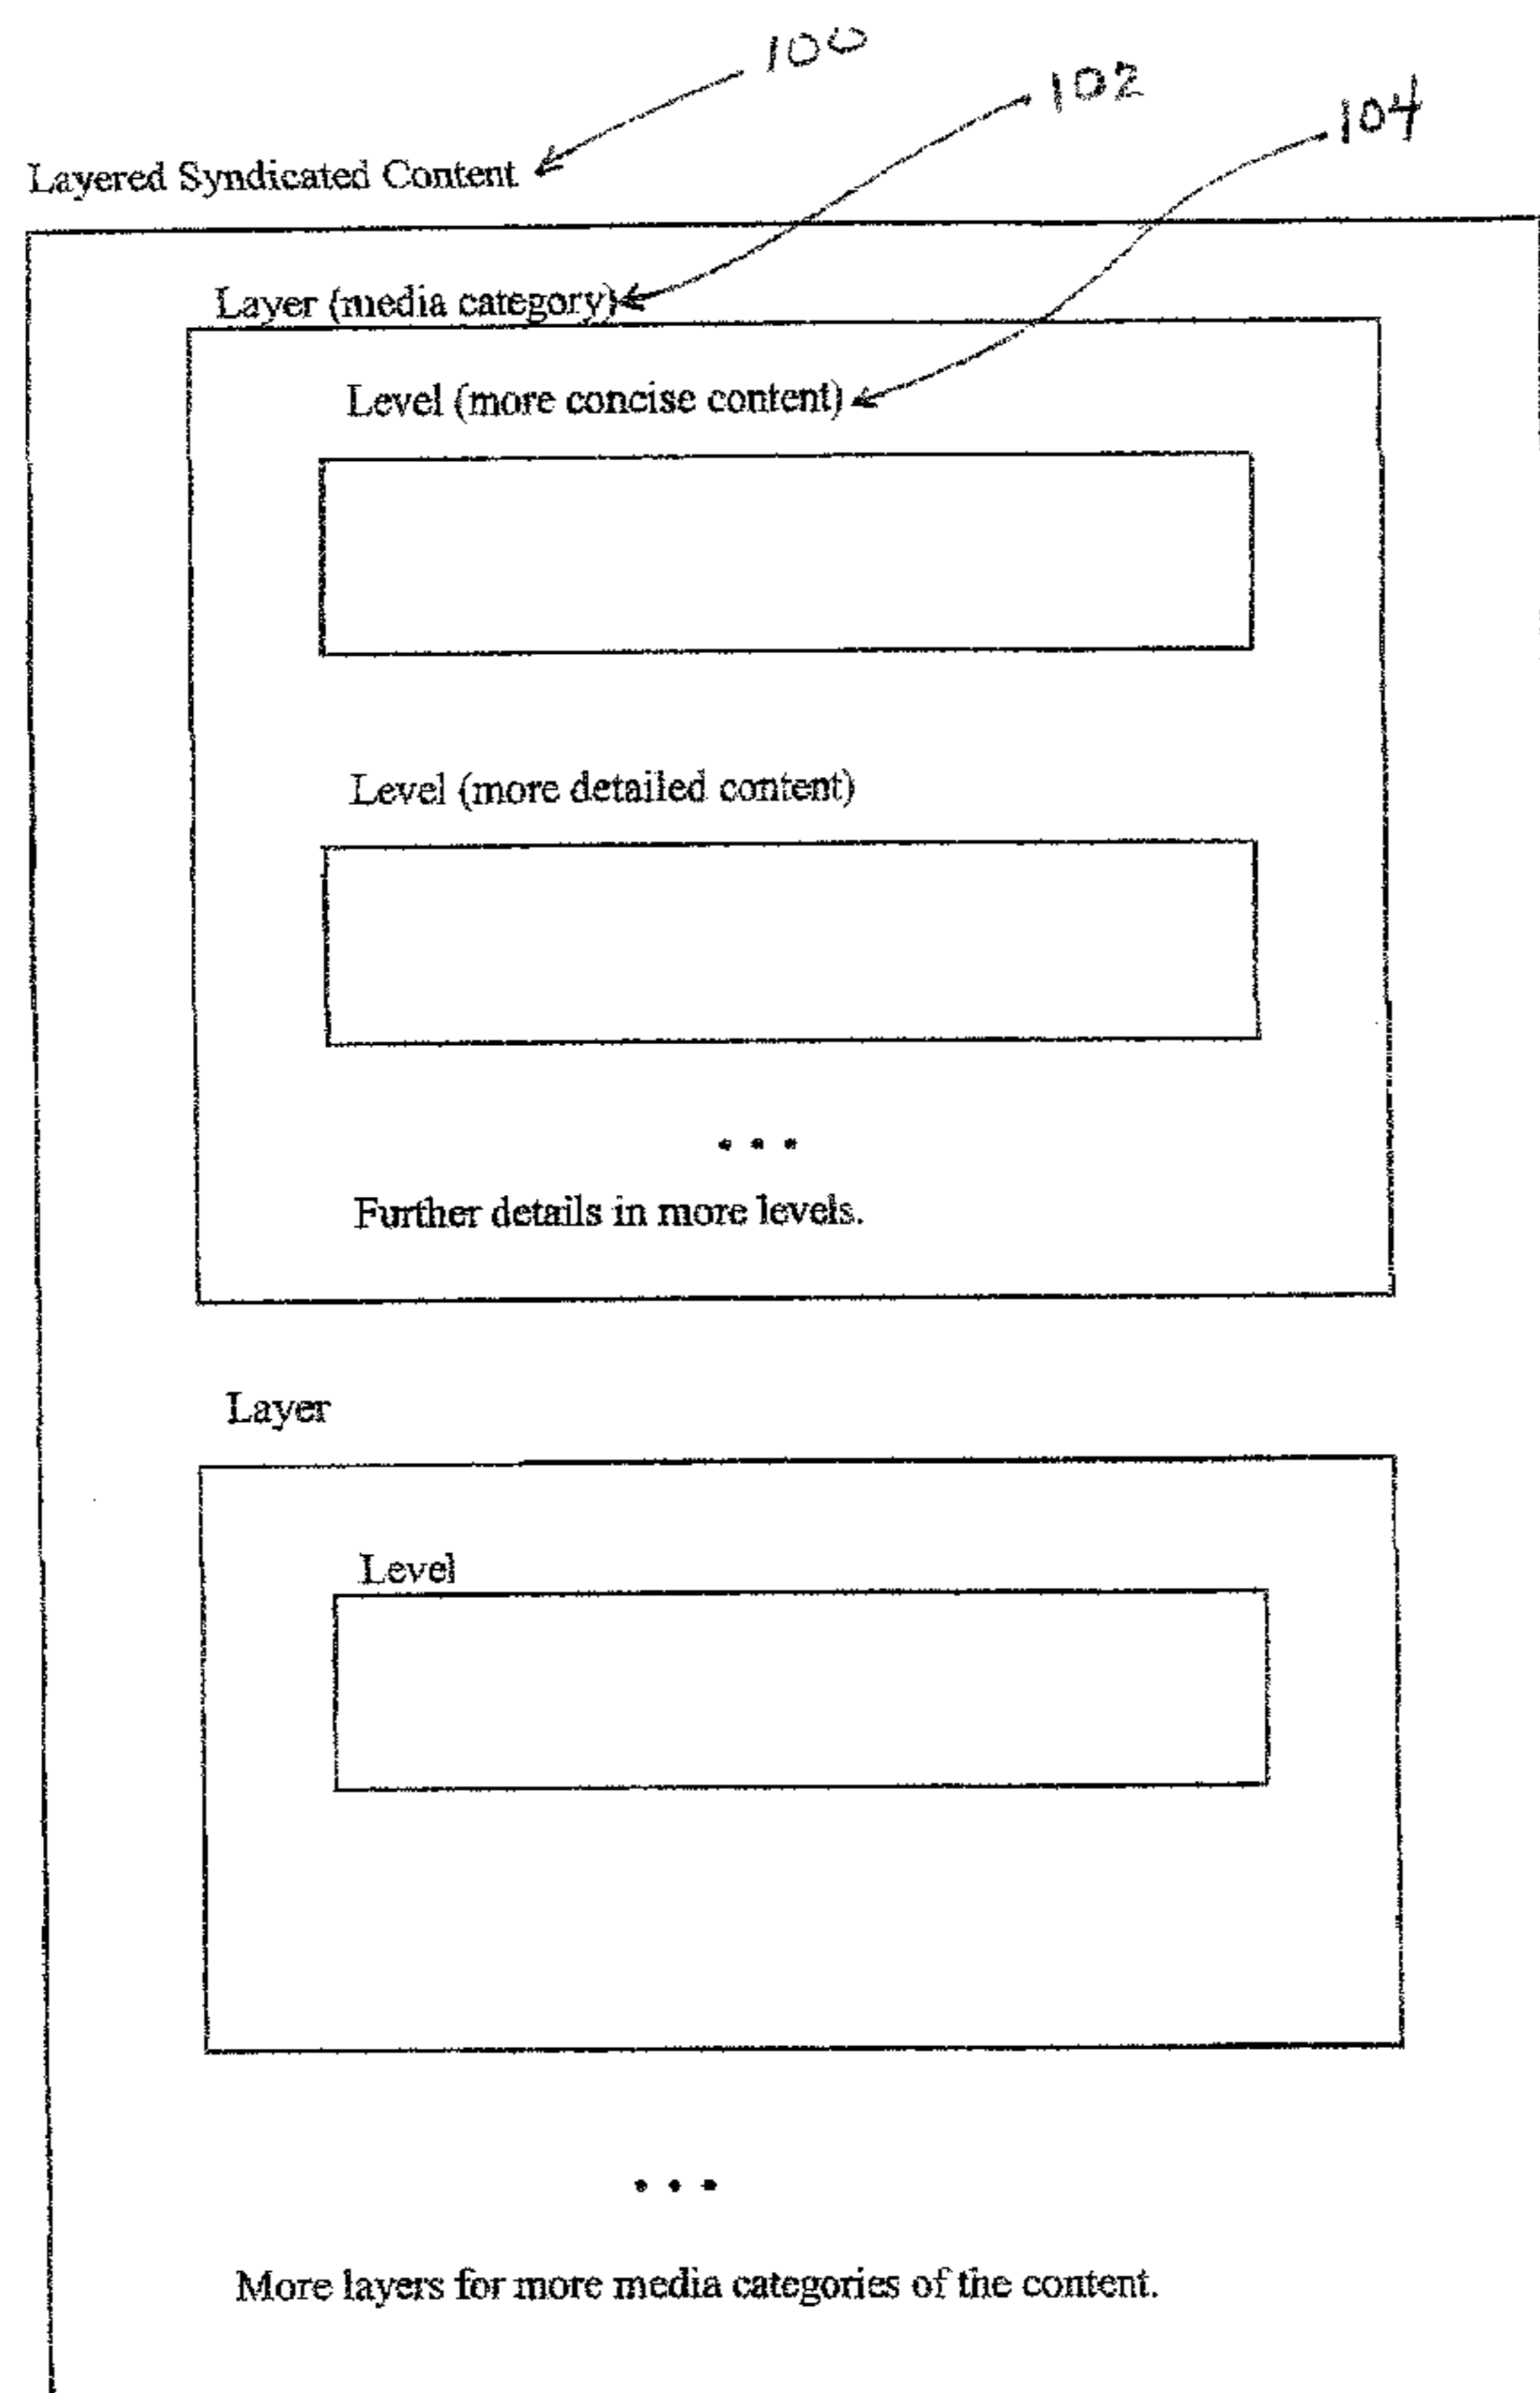 100
102
104
Layered Syndicated Content
Layer (media category)
Level (more concise content)
Level (more detailed content)
...
Further details in more levels.
Layer
Level
...
More layers for more media categories of the content.